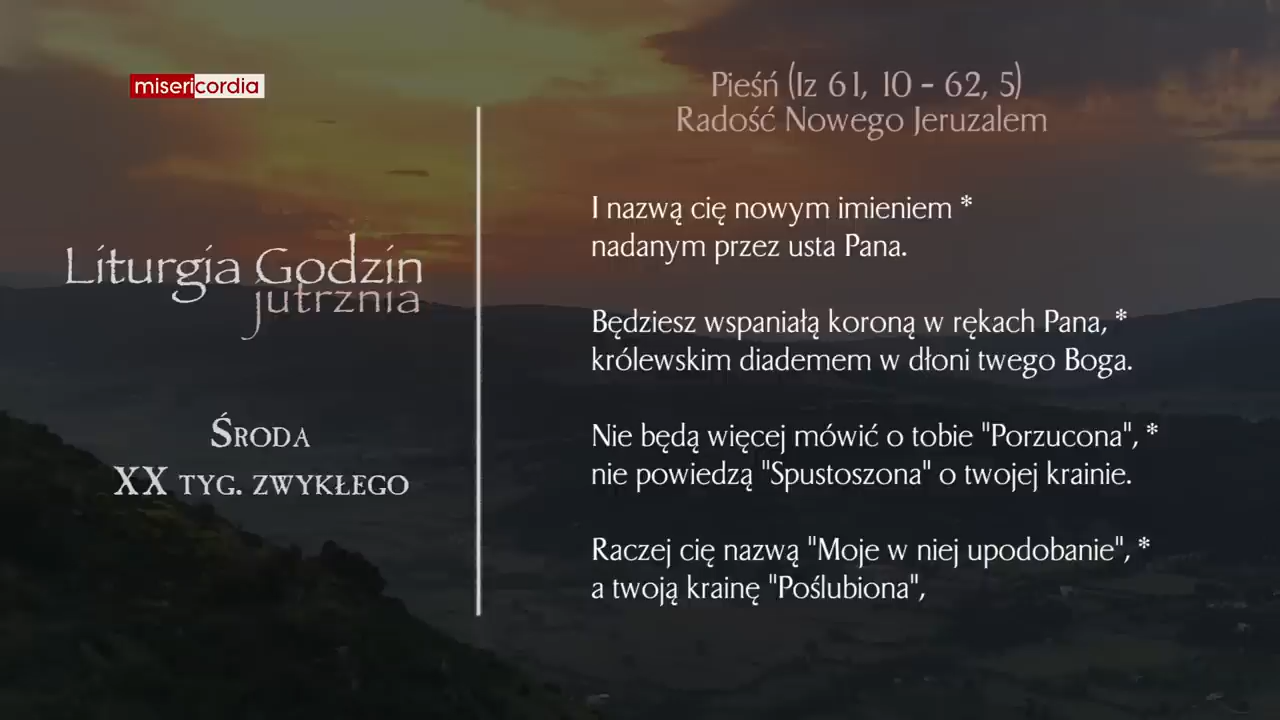 misericordia
Liturgia Godzin
jutrznia
Środa
XX tyg. zwykłego
Pieśń (Iz 61, 10 - 62, 5)
Radość Nowego Jeruzalem
I nazwą cię nowym imieniem *
nadanym przez usta Pana.
Będziesz wspaniałą koroną w rękach Pana, *
królewskim diademem w dłoni twego Boga.
Nie będą więcej mówić o tobie "Porzucona", *
nie powiedzą "Spustoszona" o twojej krainie.
Raczej cię nazwą "Moje w niej upodobanie", *
a twoją krainę "Poślubiona",